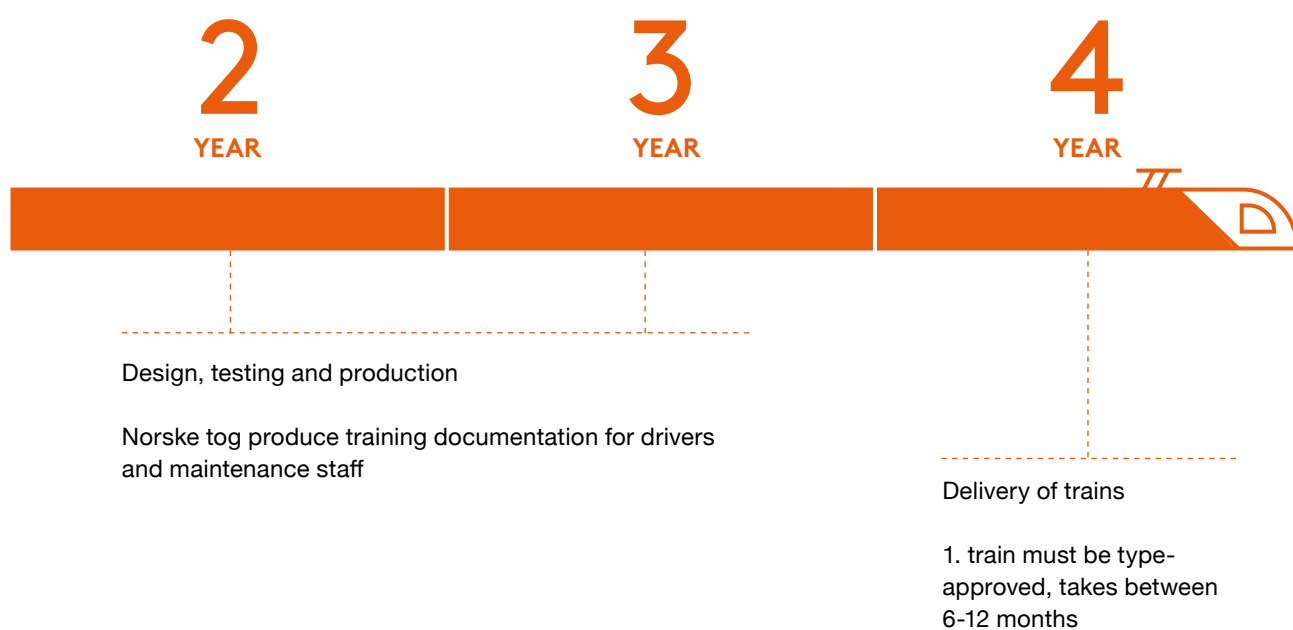 2
YEAR
3
YEAR
4
YEAR
Design, testing and production
Norske tog produce training documentation for drivers
and maintenance staff
Delivery of trains
1. train must be type-
approved, takes between
6-12 months